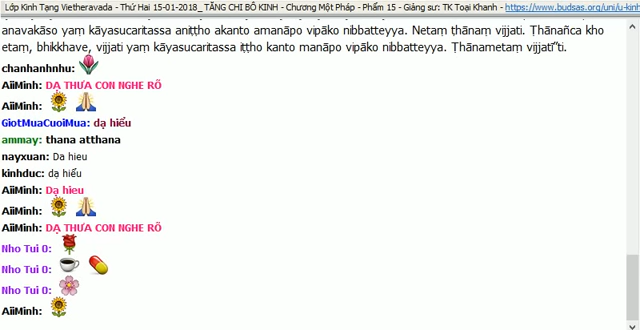 Lớp Kinh Tạng Vietheravada - Thứ Hai 15-01-2018_ TĂNG CHI BỘ KINH - Chương Một Pháp - Phẩm 15 - Giảng sư: TK Toại Khanh - https://www.budsas.org/uni/u-kinh
anavakāso yaṃ kāyasucaritassa aniṭṭho akanto amanāpo vipāko nibbatteyya. Netaṃ ṭhānaṃ vijjati. Ṭhānañca kho
etaṃ, bhikkhave, vijjati yaṃ kāyasucaritassa iṭṭho kanto manāpo vipāko nibbatteyya. Ṭhānametaṃ vijjatī”ti.
chanhanhnhu:
AiiMinh: DẠ THƯA CON NGHE RÕ
AiiMinh:
GiotMuaCuoiMua: dạ hiểu
ammay: thana atthana
nayxuan: Da hieu
kinhduc: dạ hiểu
AiiMinh: Dạ hieu
AiiMinh:
AiiMinh: DẠ THƯA CON NGHE RÕ
Nho Tui 0:
Nho Tui 0:
Nho Tui 0:
AiiMinh: